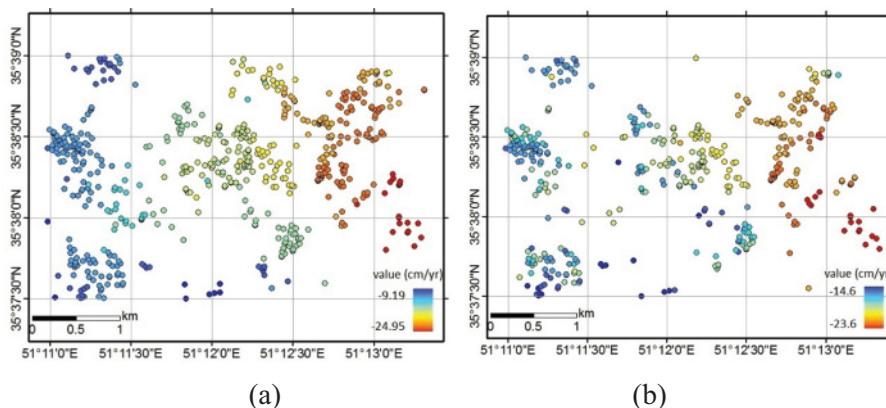 35°39'0"N
35°38'30"N
35°38'0"N
35°37'30"N
value (cm/yr)
-9.19
-24.95
km
0 0.5 1
51°11'0"E 51°11'30"E 51°12'0"E 51°12'30"E 51°13'0"E
(a)
35°39'0"N
35°38'30"N
35°38'0"N
35°37'30"N
value (cm/yr)
-14.6
-23.6
km
0 0.5 1
51°11'0"E 51°11'30"E 51°12'0"E 51°12'30"E 51°13'0"E
(b)